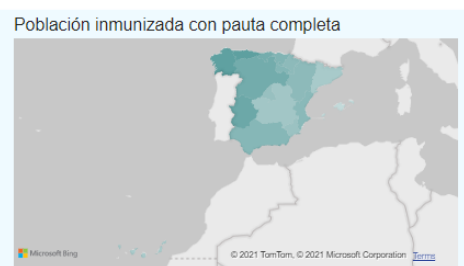 Población inmunizada con pauta completa
Microsoft Bing
© 2021 TomTom, © 2021 Microsoft Corporation Terms